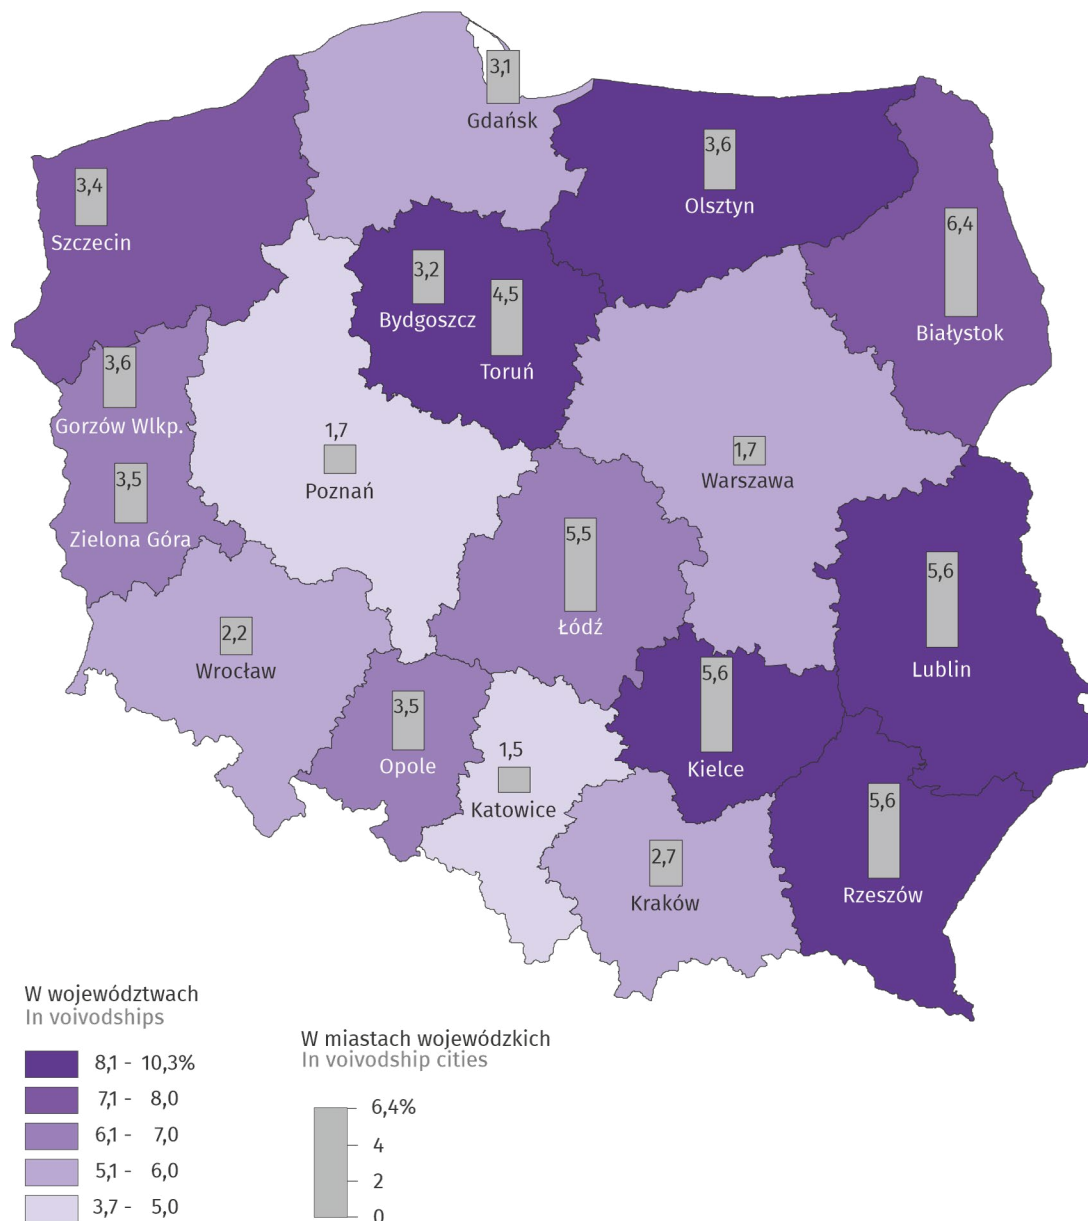 3,1
Gdańsk
3,6
Olsztyn
3,4
Szczecin
6,4
Białystok
3,2
Bydgoszcz
4,5
Toruń
3,6
Gorzów Wlkp.
1,7
Poznań
1,7
Warszawa
3,5
Zielona Góra
5,5
Łódź
5,6
Lublin
2,2
Wrocław
5,6
Kielce
3,5
Opole
1,5
Katowice
5,6
Rzeszów
2,7
Kraków
W województwach
In voivodships
8,1 - 10,3%
7,1 - 8,0
6,1 - 7,0
5,1 - 6,0
3,7 - 5,0
W miastach wojewódzkich
In voivodship cities
6,4%
4
2
0